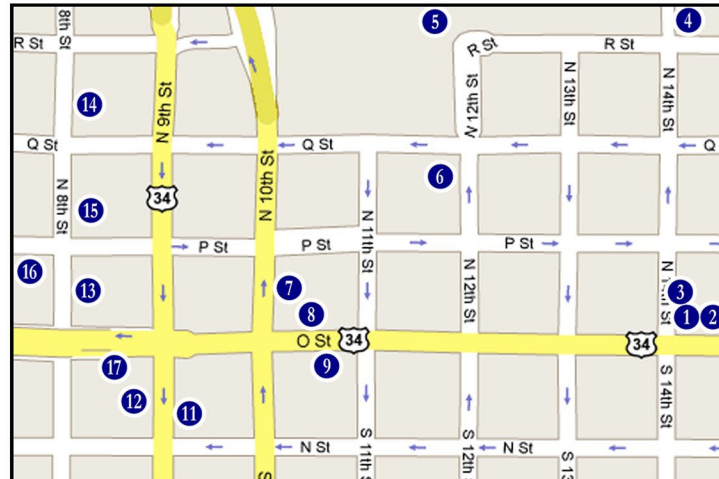 8th St
5
4
R St
R St
R St
14
N 9th St
N 12th St
N 13th St
N 14th St
Q St
Q St
Q
6
N 8th St
15
34
N 10th St
N 11th St
P St
P St
P St
16
13
7
8
N 12th St
3
1
2
O St
34
34
17
9
12
11
S 14th St
N St
N St
S
S 11th St
S 12th St
S 13